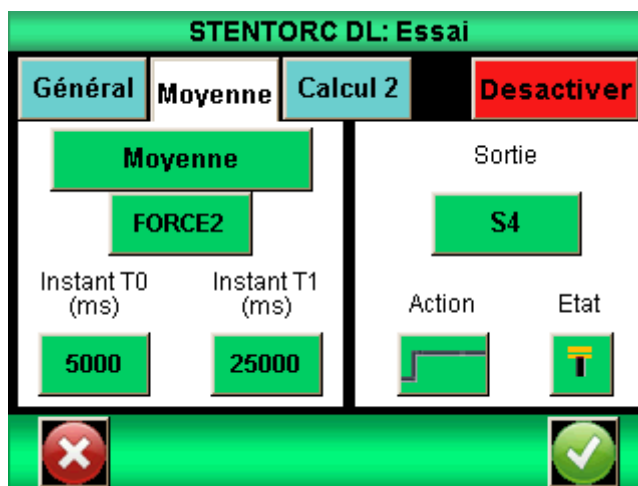 STENTORC DL: Essai
Général Moyenne Calcul 2 Desactiver
Moyenne
FORCE2
Instant T0
(ms)
Instant T1
(ms)
5000
25000
Sortie
S4
Action
Etat